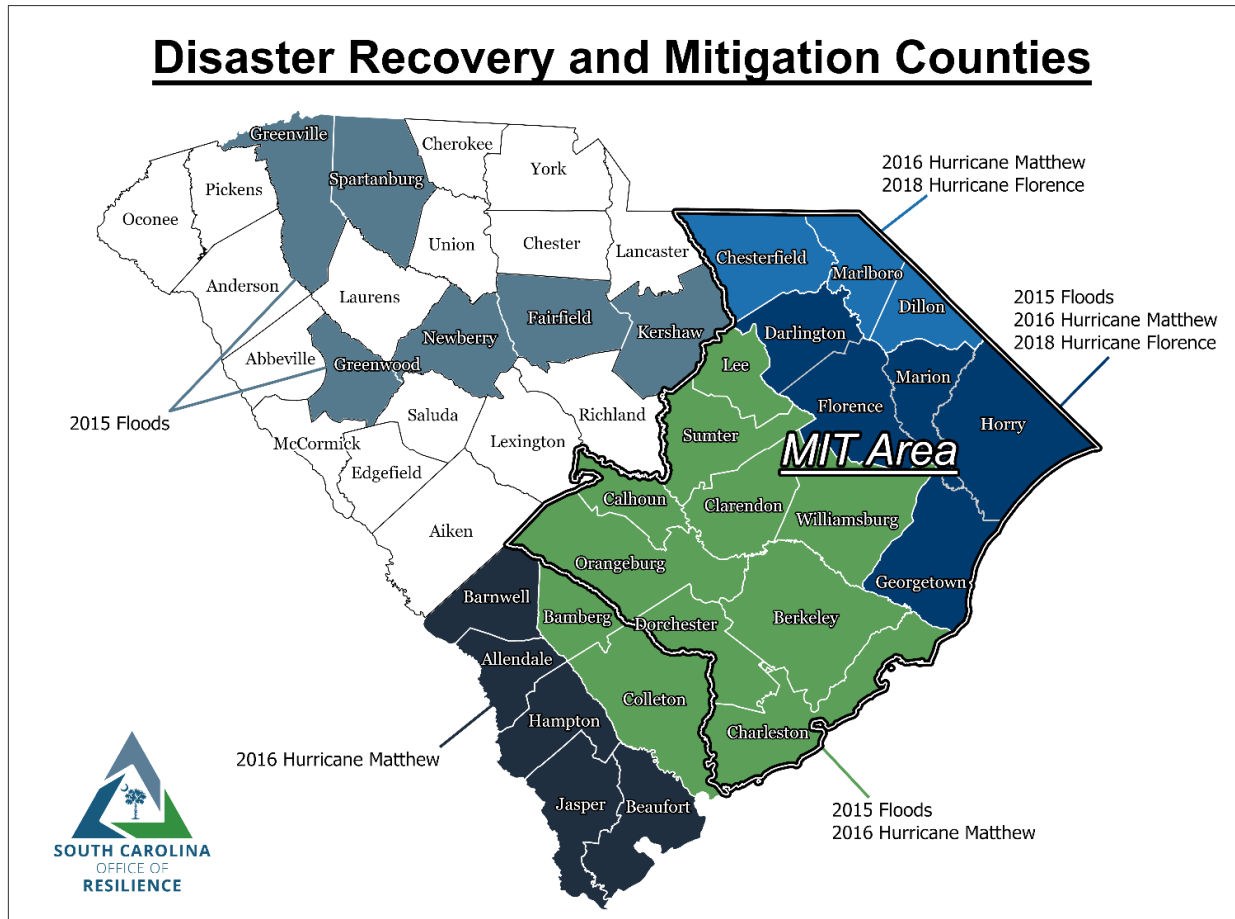 Disaster Recovery and Mitigation Counties
Greenville
Spartanburg
Cherokee
York
Pickens
Oconee
Union
Chester
Lancaster
Anderson
Laurens
Newberry
Fairfield
Kershaw
Abbeville
Greenwood
Saluda
Richland
Lexington
McCormick
Edgefield
Aiken
2015 Floods
2016 Hurricane Matthew
2018 Hurricane Florence
Chesterfield
Marlboro
Dillon
2015 Floods
2016 Hurricane Matthew
2018 Hurricane Florence
Darlington
Marion
Florence
Horry
Lee
Sumter
MIT Area
Calhoun
Clarendon
Williamsburg
Orangeburg
Georgetown
Barnwell
Bamberg
Dorchester
Berkeley
Allendale
Colleton
Hampton
Charleston
2016 Hurricane Matthew
Jasper
Beaufort
2015 Floods
2016 Hurricane Matthew
SOUTH CAROLINA
OFFICE OF
RESILIENCE